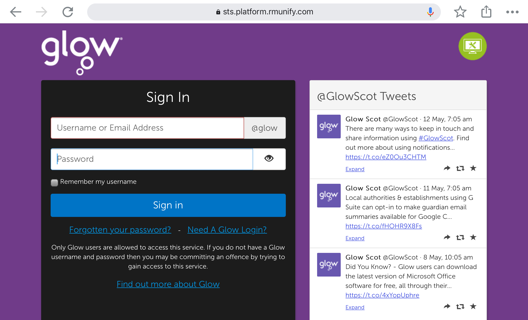 sts.platform.rmunify.com
glow
Sign In
Username or Email Address
@glow
Password
Remember my username
Sign in
Forgotten your password? - Need A Glow Login?
Only Glow users are allowed to access this service. If you do not have a Glow
username and password then you may be committing an offence by trying to
gain access to this service.
Find out more about Glow
@GlowScot Tweets
glow
Glow Scot @GlowScot · 12 May, 7:05 am
There are many ways to keep in touch and
share information using #GlowScot. Find
out more about using notifications...
https://t.co/eZ0Ou3CHTM
Expand
glow
Glow Scot @GlowScot · 11 May, 7:05 am
Local authorities & establishments using G
Suite can opt-in to make guardian email
summaries available for Google C...
https://t.co/fHOHR9X8Fs
Expand
glow
Glow Scot @GlowScot · 8 May, 10:05 am
Did You Know? - Glow users can download
the latest version of Microsoft Office
software for free, all through their...
https://t.co/4xYopUphre
Expand